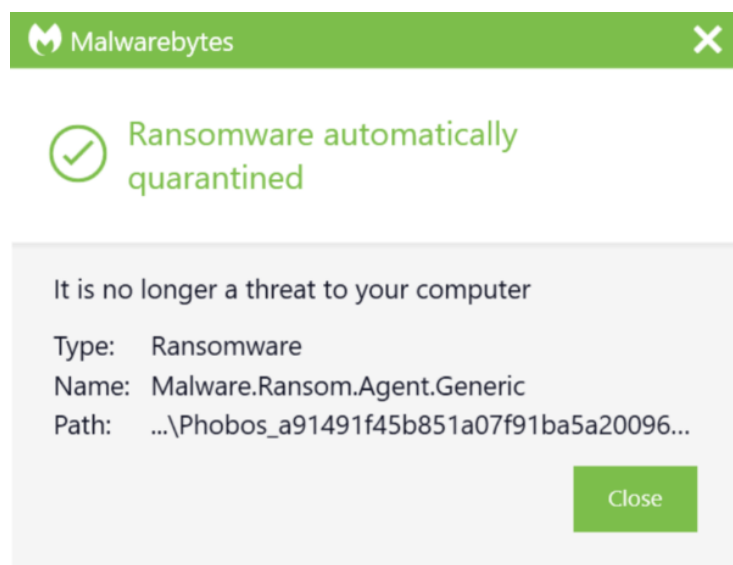 Malwarebytes
Ransomware automatically
quarantined
It is no longer a threat to your computer
Type: Ransomware
Name: Malware.Ransom.Agent.Generic
Path: ...\Phobos_a91491f45b851a07f91ba5a20096...
Close